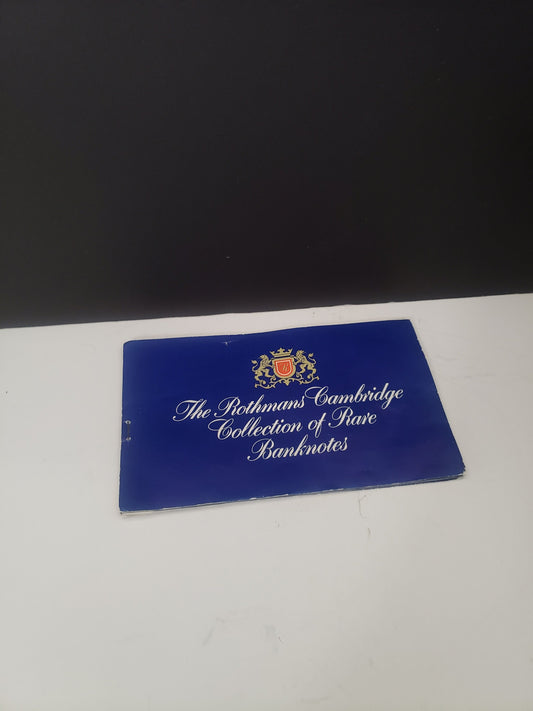 The Rothmans Cambridge
Collection of Rare
Banknotes